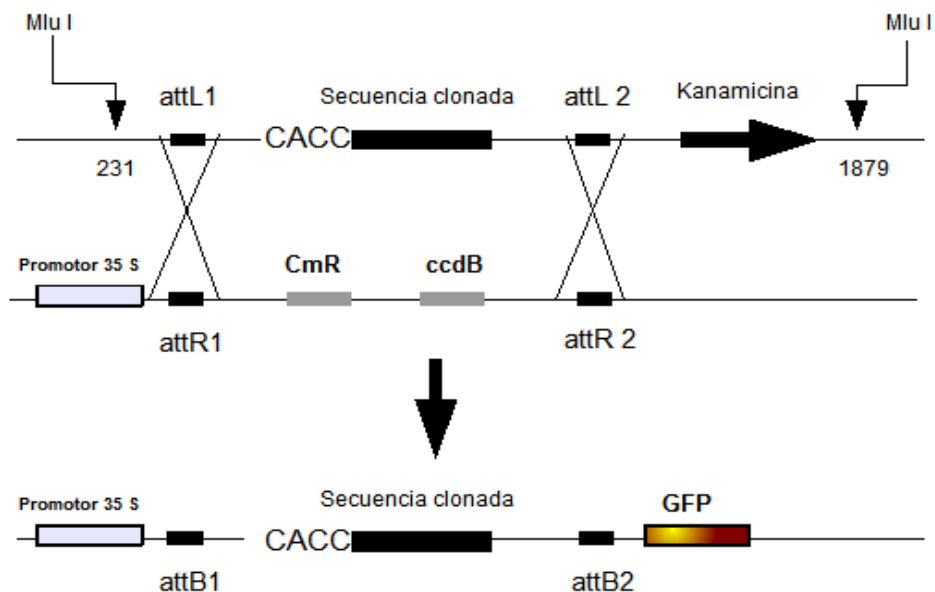 Mlu I
Mlu I
attL1
Secuencia clonada
attL 2
Kanamicina
CACC
231
1879
Promotor 35 S
CmR
ccdB
attR1
attR 2
Promotor 35 S
Secuencia clonada
GFP
CACC
attB1
attB2